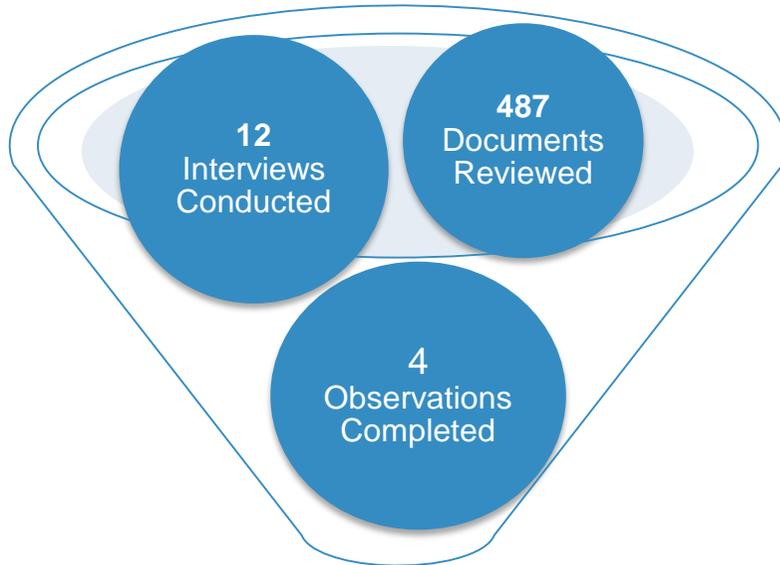 12
Interviews
Conducted
487
Documents
Reviewed
4
Observations
Completed